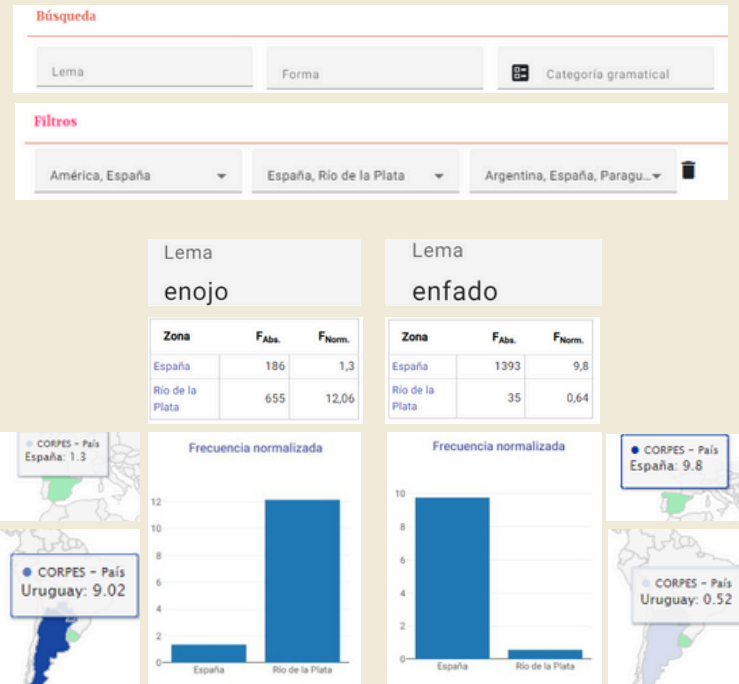 Búsqueda
Lema
Forma
Categoría gramatical
Filtros
América, España
España, Río de la Plata
Argentina, España, Paragu...
Lema
enojo
Zona FAbs. FNorm.
España 186 1,3
Río de la
Plata 655 12,06
Lema
enfado
Zona FAbs. FNorm.
España 1393 9,8
Río de la
Plata 35 0,64
CORPES - País
España: 1.3
CORPES - País
Uruguay: 9.02
Frecuencia normalizada
12
10
8
6
4
2
0
España
Río de la Plata
Frecuencia normalizada
10
8
6
4
2
0
España
Río de la Plata
CORPES - País
España: 9.8
CORPES - País
Uruguay: 0.52